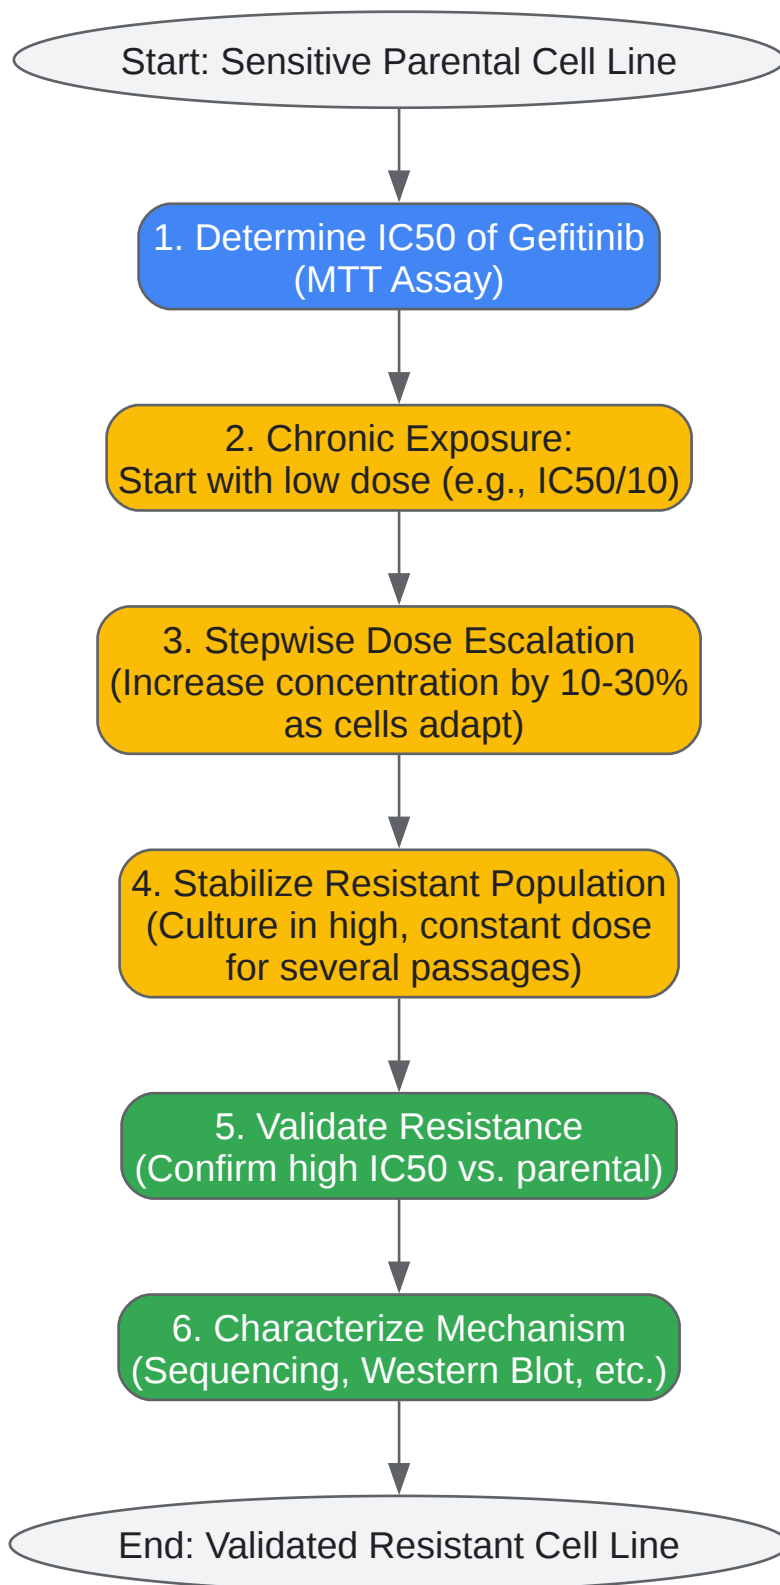 Start: Sensitive Parental Cell Line
1. Determine IC50 of Gefitinib
(MTT Assay)
2. Chronic Exposure:
Start with low dose (e.g., IC50/10)
3. Stepwise Dose Escalation
(Increase concentration by 10-30%
as cells adapt)
4. Stabilize Resistant Population
(Culture in high, constant dose
for several passages)
5. Validate Resistance
(Confirm high IC50 vs. parental)
6. Characterize Mechanism
(Sequencing, Western Blot, etc.)
End: Validated Resistant Cell Line